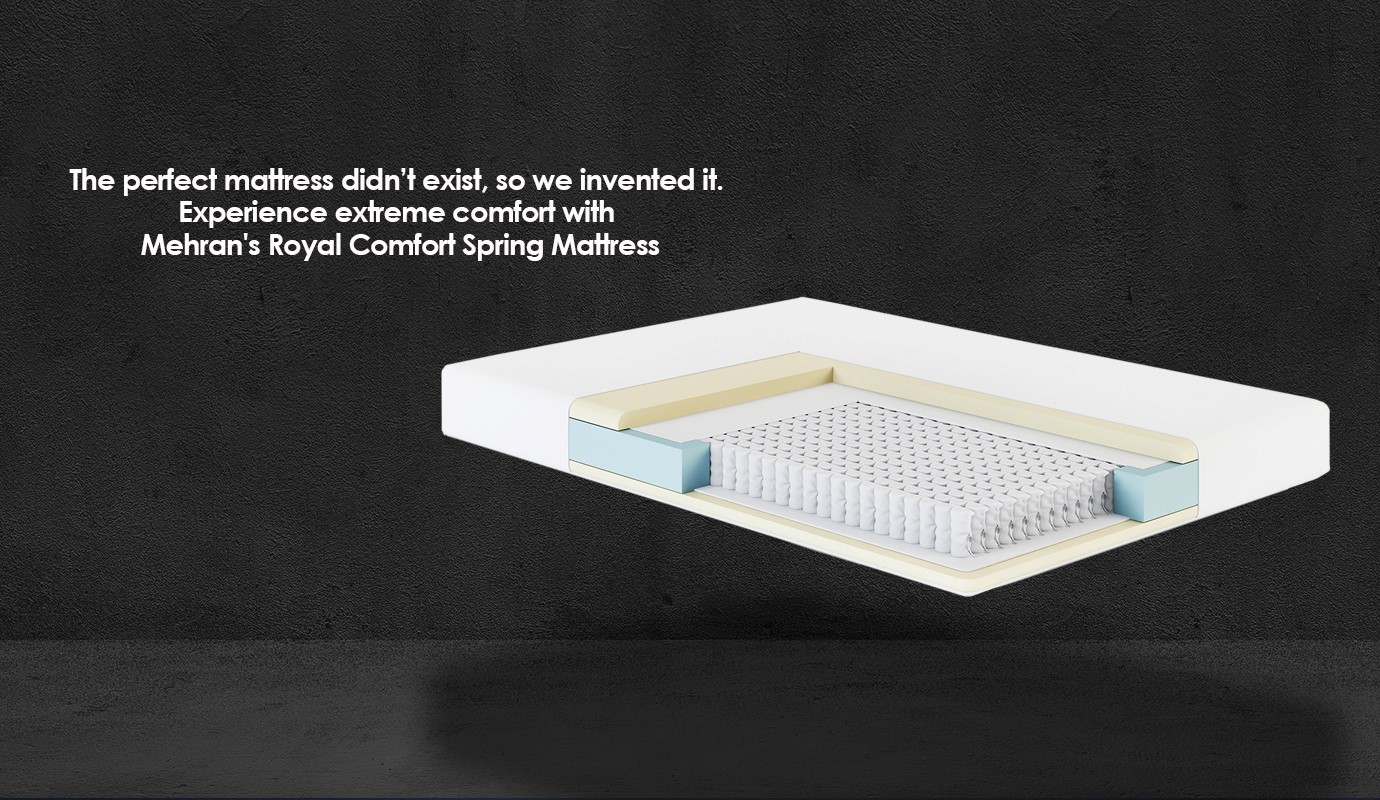 The perfect mattress didn’t exist, so we invented it.
Experience extreme comfort with
Mehran's Royal Comfort Spring Mattress